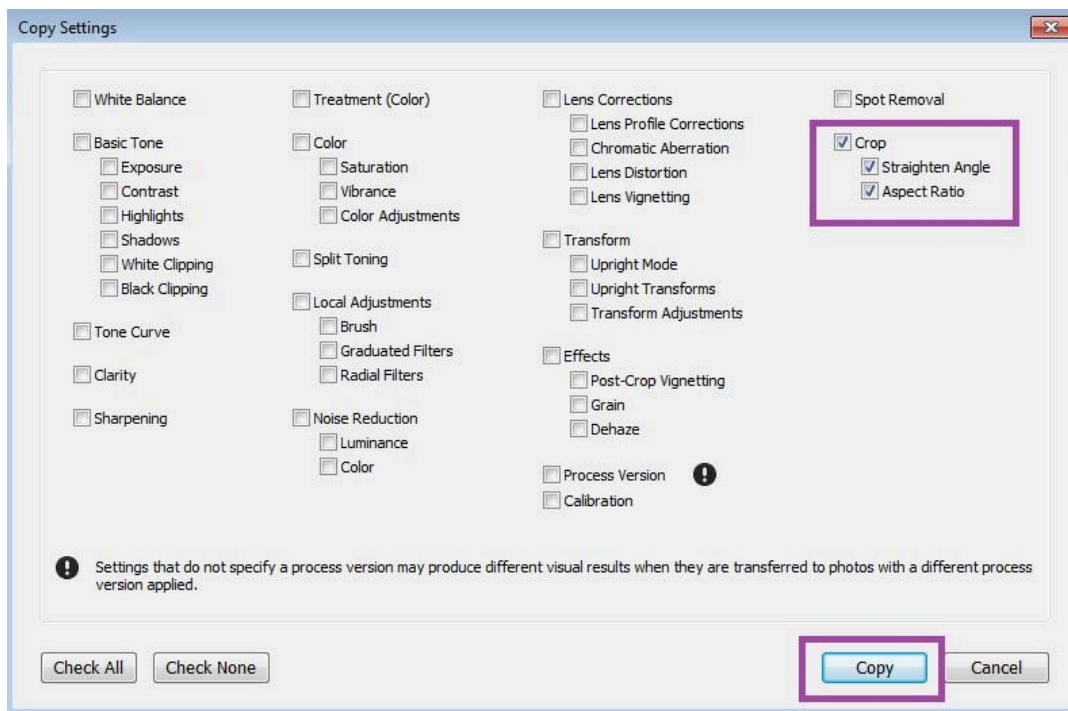 Copy Settings
White Balance
Basic Tone
Exposure
Contrast
Highlights
Shadows
White Clipping
Black Clipping
Tone Curve
Clarity
Sharpening
Treatment (Color)
Color
Saturation
Vibrance
Color Adjustments
Split Toning
Local Adjustments
Brush
Graduated Filters
Radial Filters
Noise Reduction
Luminance
Color
Lens Corrections
Lens Profile Corrections
Chromatic Aberration
Lens Distortion
Lens Vignetting
Transform
Upright Mode
Upright Transforms
Transform Adjustments
Effects
Post-Crop Vignetting
Grain
Dehaze
Process Version
Calibration
Spot Removal
Crop
Straighten Angle
Aspect Ratio
Settings that do not specify a process version may produce different visual results when they are transferred to photos with a different process
version applied.
Check All
Check None
Copy
Cancel